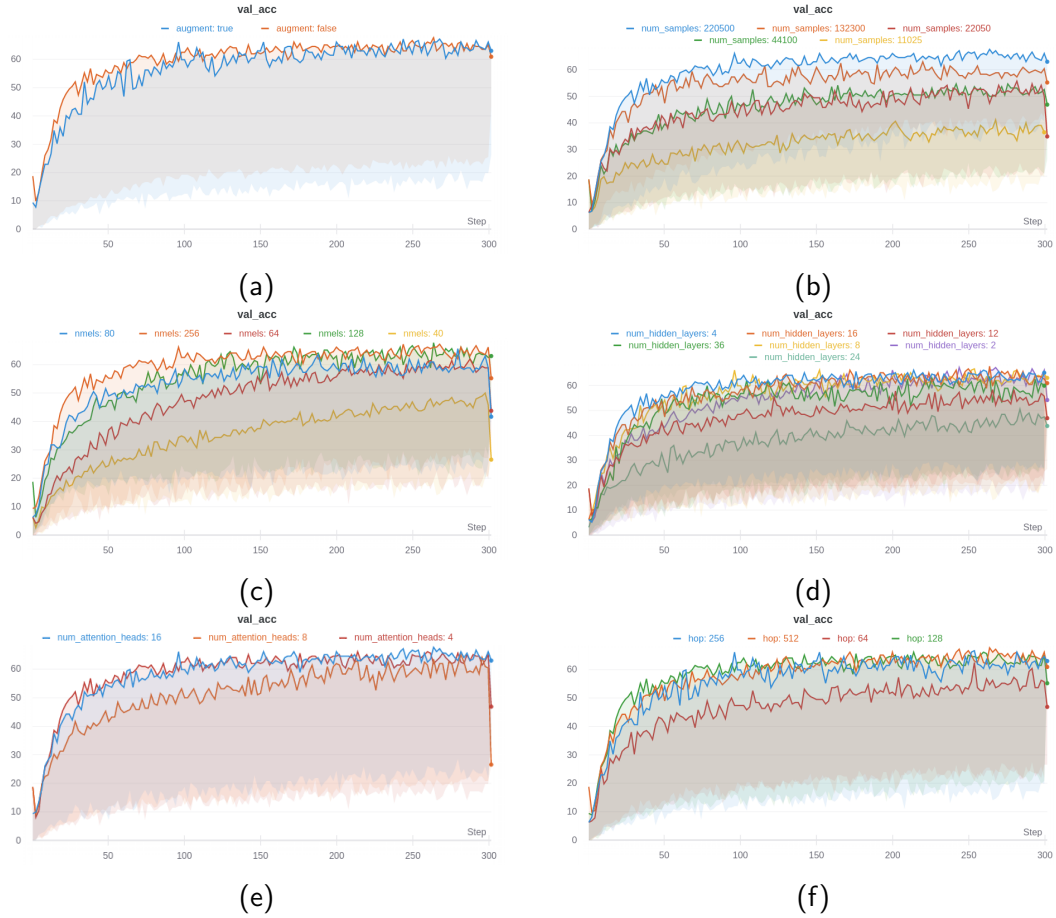 val_acc
augment: true augment: false
60
50
40
30
20
10
0
Step
50 100 150 200 250 300
(a)
val_acc
num_samples: 220500 num_samples: 132300 num_samples: 22050
num_samples: 44100 num_samples: 11025
60
50
40
30
20
10
0
Step
50 100 150 200 250 300
(b)
val_acc
nmels: 80 nmels: 256 nmels: 64 nmels: 128 nmels: 40
60
50
40
30
20
10
0
Step
50 100 150 200 250 300
(c)
val_acc
num_hidden_layers: 4 num_hidden_layers: 16 num_hidden_layers: 12
num_hidden_layers: 36 num_hidden_layers: 8 num_hidden_layers: 2
num_hidden_layers: 24
60
50
40
30
20
10
0
Step
50 100 150 200 250 300
(d)
val_acc
num_attention_heads: 16 num_attention_heads: 8 num_attention_heads: 4
60
50
40
30
20
10
0
Step
50 100 150 200 250 300
(e)
val_acc
hop: 256 hop: 512 hop: 64 hop: 128
60
50
40
30
20
10
0
Step
50 100 150 200 250 300
(f)